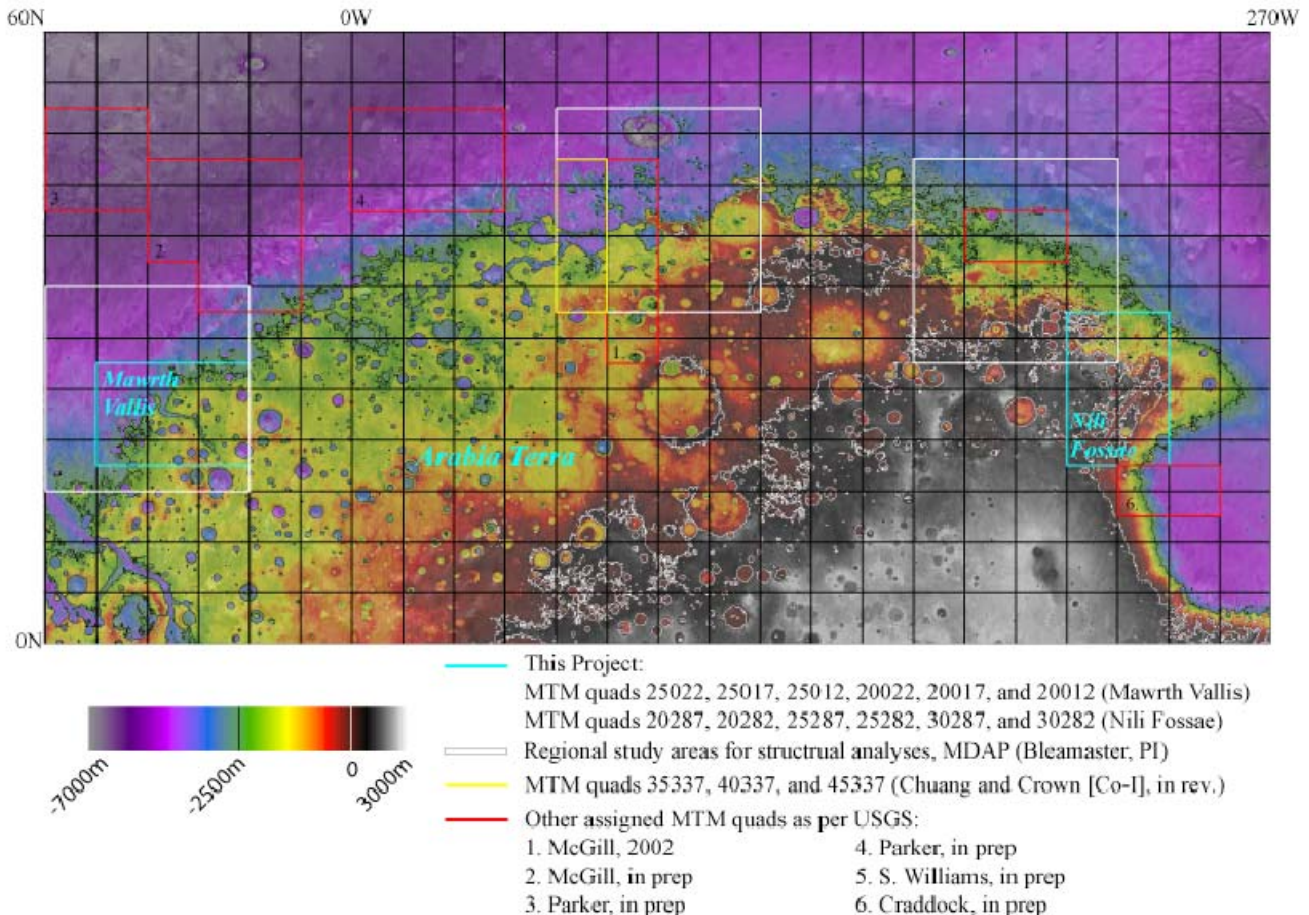 60N 0W 270W
3
4.
2.
1.
Mawrth
Vallis
Arabia Terra
Nili
Fossae
6.
0N
This Project:
MTM quads 25022, 25017, 25012, 20022, 20017, and 20012 (Mawrth Vallis)
MTM quads 20287, 20282, 25287, 25282, 30287, and 30282 (Nili Fossae)
Regional study areas for structrual analyses, MDAP (Bleamaster, PI)
MTM quads 35337, 40337, and 45337 (Chuang and Crown [Co-I], in rev.)
Other assigned MTM quads as per USGS:
1. McGill, 2002
2. McGill, in prep
3. Parker, in prep
4. Parker, in prep
5. S. Williams, in prep
6. Craddock, in prep
-7000m
-2500m
0
3000m